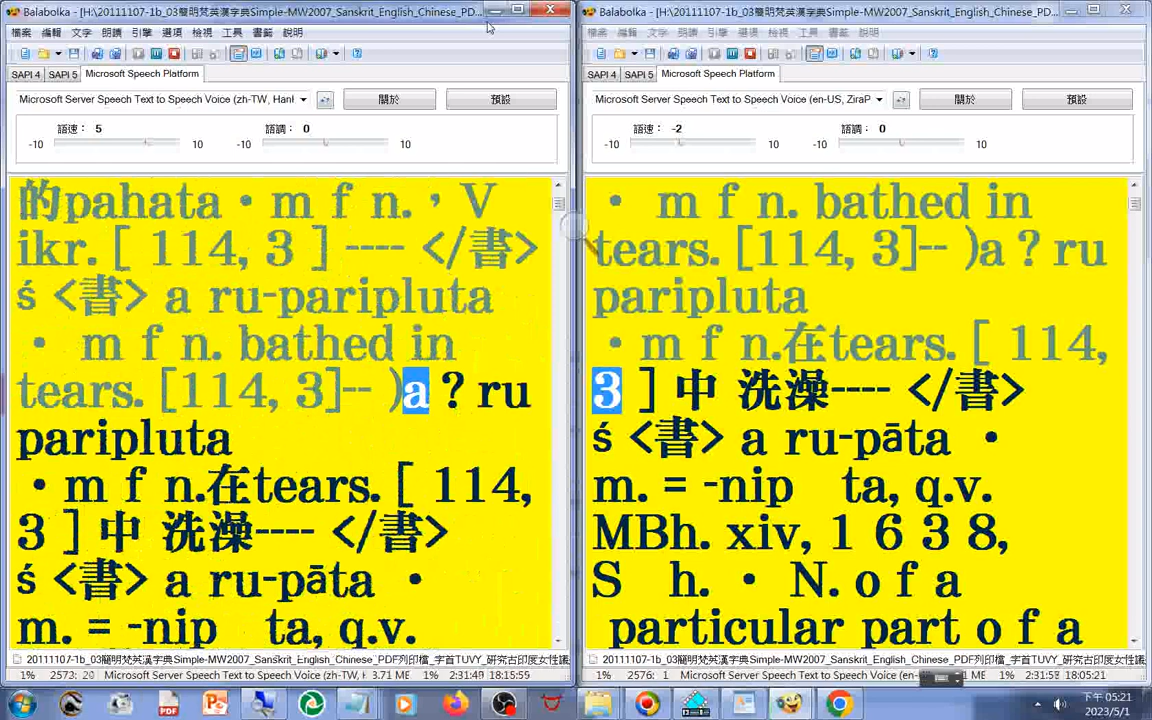 Balabolka - [H:\20111107-1b_03簡明梵英漢字典Simple-MW2007_Sanskrit_English_Chinese_PD...
檔案 編輯 文字 朗讀 引擎 選項 檢視 工具 書籤 說明
SAPI 4 SAPI 5 Microsoft Speech Platform
Microsoft Server Speech Text to Speech Voice (zh-TW, Hanl 關於 預設
語速： 5 語調： 0
-10 10 -10 10
的pahata • m f n.，V
ikr. [ 114, 3 ] ---- </書>
ś <書> a ru-paripluta
• m f n. bathed in
tears. [114, 3]-- )a ? ru
paripluta
• m f n.在tears. [ 114,
3 ] 中 洗澡---- </書>
ś <書> a ru-pāta •
m. = -nip ta, q.v.
20111107-1b_03簡明梵英漢字典Simple-MW2007_Sanskrit_English_Chinese_PDF列印檔_字首TUVY_研究古印度女性議
1% 2573: 20 Microsoft Server Speech Text to Speech Voice (zh-TW, H 3.71 ME 1% 2:31:49 18:15:55
Balabolka - [H:\20111107-1b_03簡明梵英漢字典Simple-MW2007_Sanskrit_English_Chinese_PD...
檔案 編輯 文字 朗讀 引擎 選項 檢視 工具 書籤 說明
SAPI 4 SAPI 5 Microsoft Speech Platform
Microsoft Server Speech Text to Speech Voice (en-US, ZiraP 關於 預設
語速： -2 語調： 0
-10 10 -10 10
• m f n. bathed in
tears. [114, 3]-- )a ? ru
paripluta
• m f n.在tears. [ 114,
3 ] 中 洗澡---- </書>
ś <書> a ru-pāta •
m. = -nip ta, q.v.
MBh. xiv, 1 6 3 8,
S h. • N. o f a
particular part o f a
20111107-1b_03簡明梵英漢字典Simple-MW2007_Sanskrit_English_Chinese_PDF列印檔_字首TUVY_研究古印度女性議
1% 2576: 1 Microsoft Server Speech Text to Speech Voice (en- 1% 2:31:5 18:05:21
下午 05:21
2023/5/1